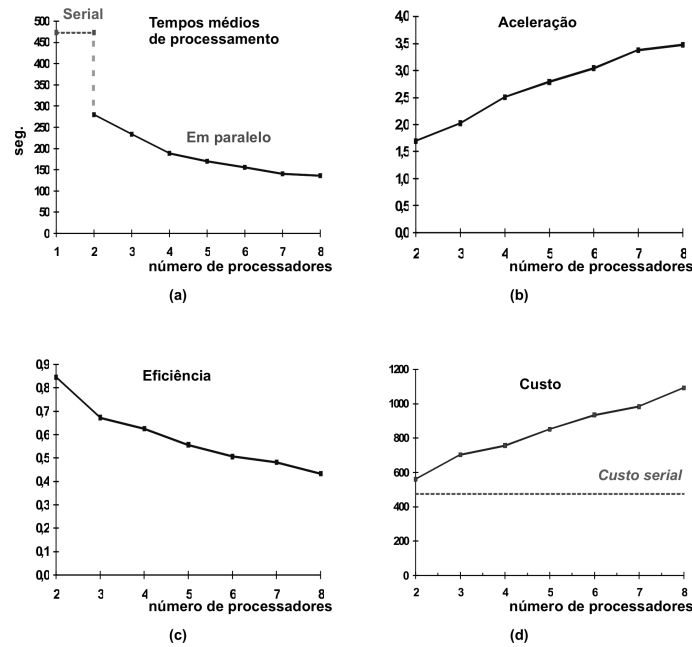 Serial
Tempos médios
de processamento
500
450
400
350
300
250
200
150
100
50
0
seg.
Em paralelo
1 2 3 4 5 6 7 8
número de processadores
(a)
Aceleração
4,0
3,5
3,0
2,5
2,0
1,5
1,0
0,5
0,0
2 3 4 5 6 7 8
número de processadores
(b)
Eficiência
0,9
0,8
0,7
0,6
0,5
0,4
0,3
0,2
0,1
0,0
2 3 4 5 6 7 8
número de processadores
(c)
Custo
1200
1000
800
600
400
200
0
Custo serial
2 3 4 5 6 7 8
número de processadores
(d)